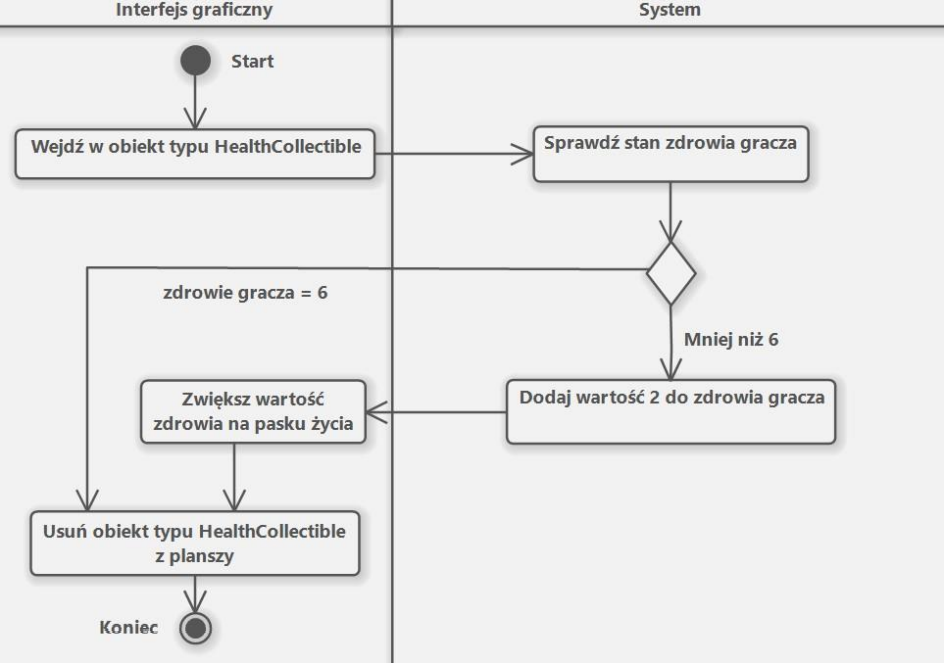 Interfejs graficzny
System
Start
Wejdź w obiekt typu HealthCollectible
Sprawdź stan zdrowia gracza
zdrowie gracza = 6
Mniej niż 6
Zwiększ wartość
zdrowia na pasku życia
Dodaj wartość 2 do zdrowia gracza
Usuń obiekt typu HealthCollectible
z planszy
Koniec